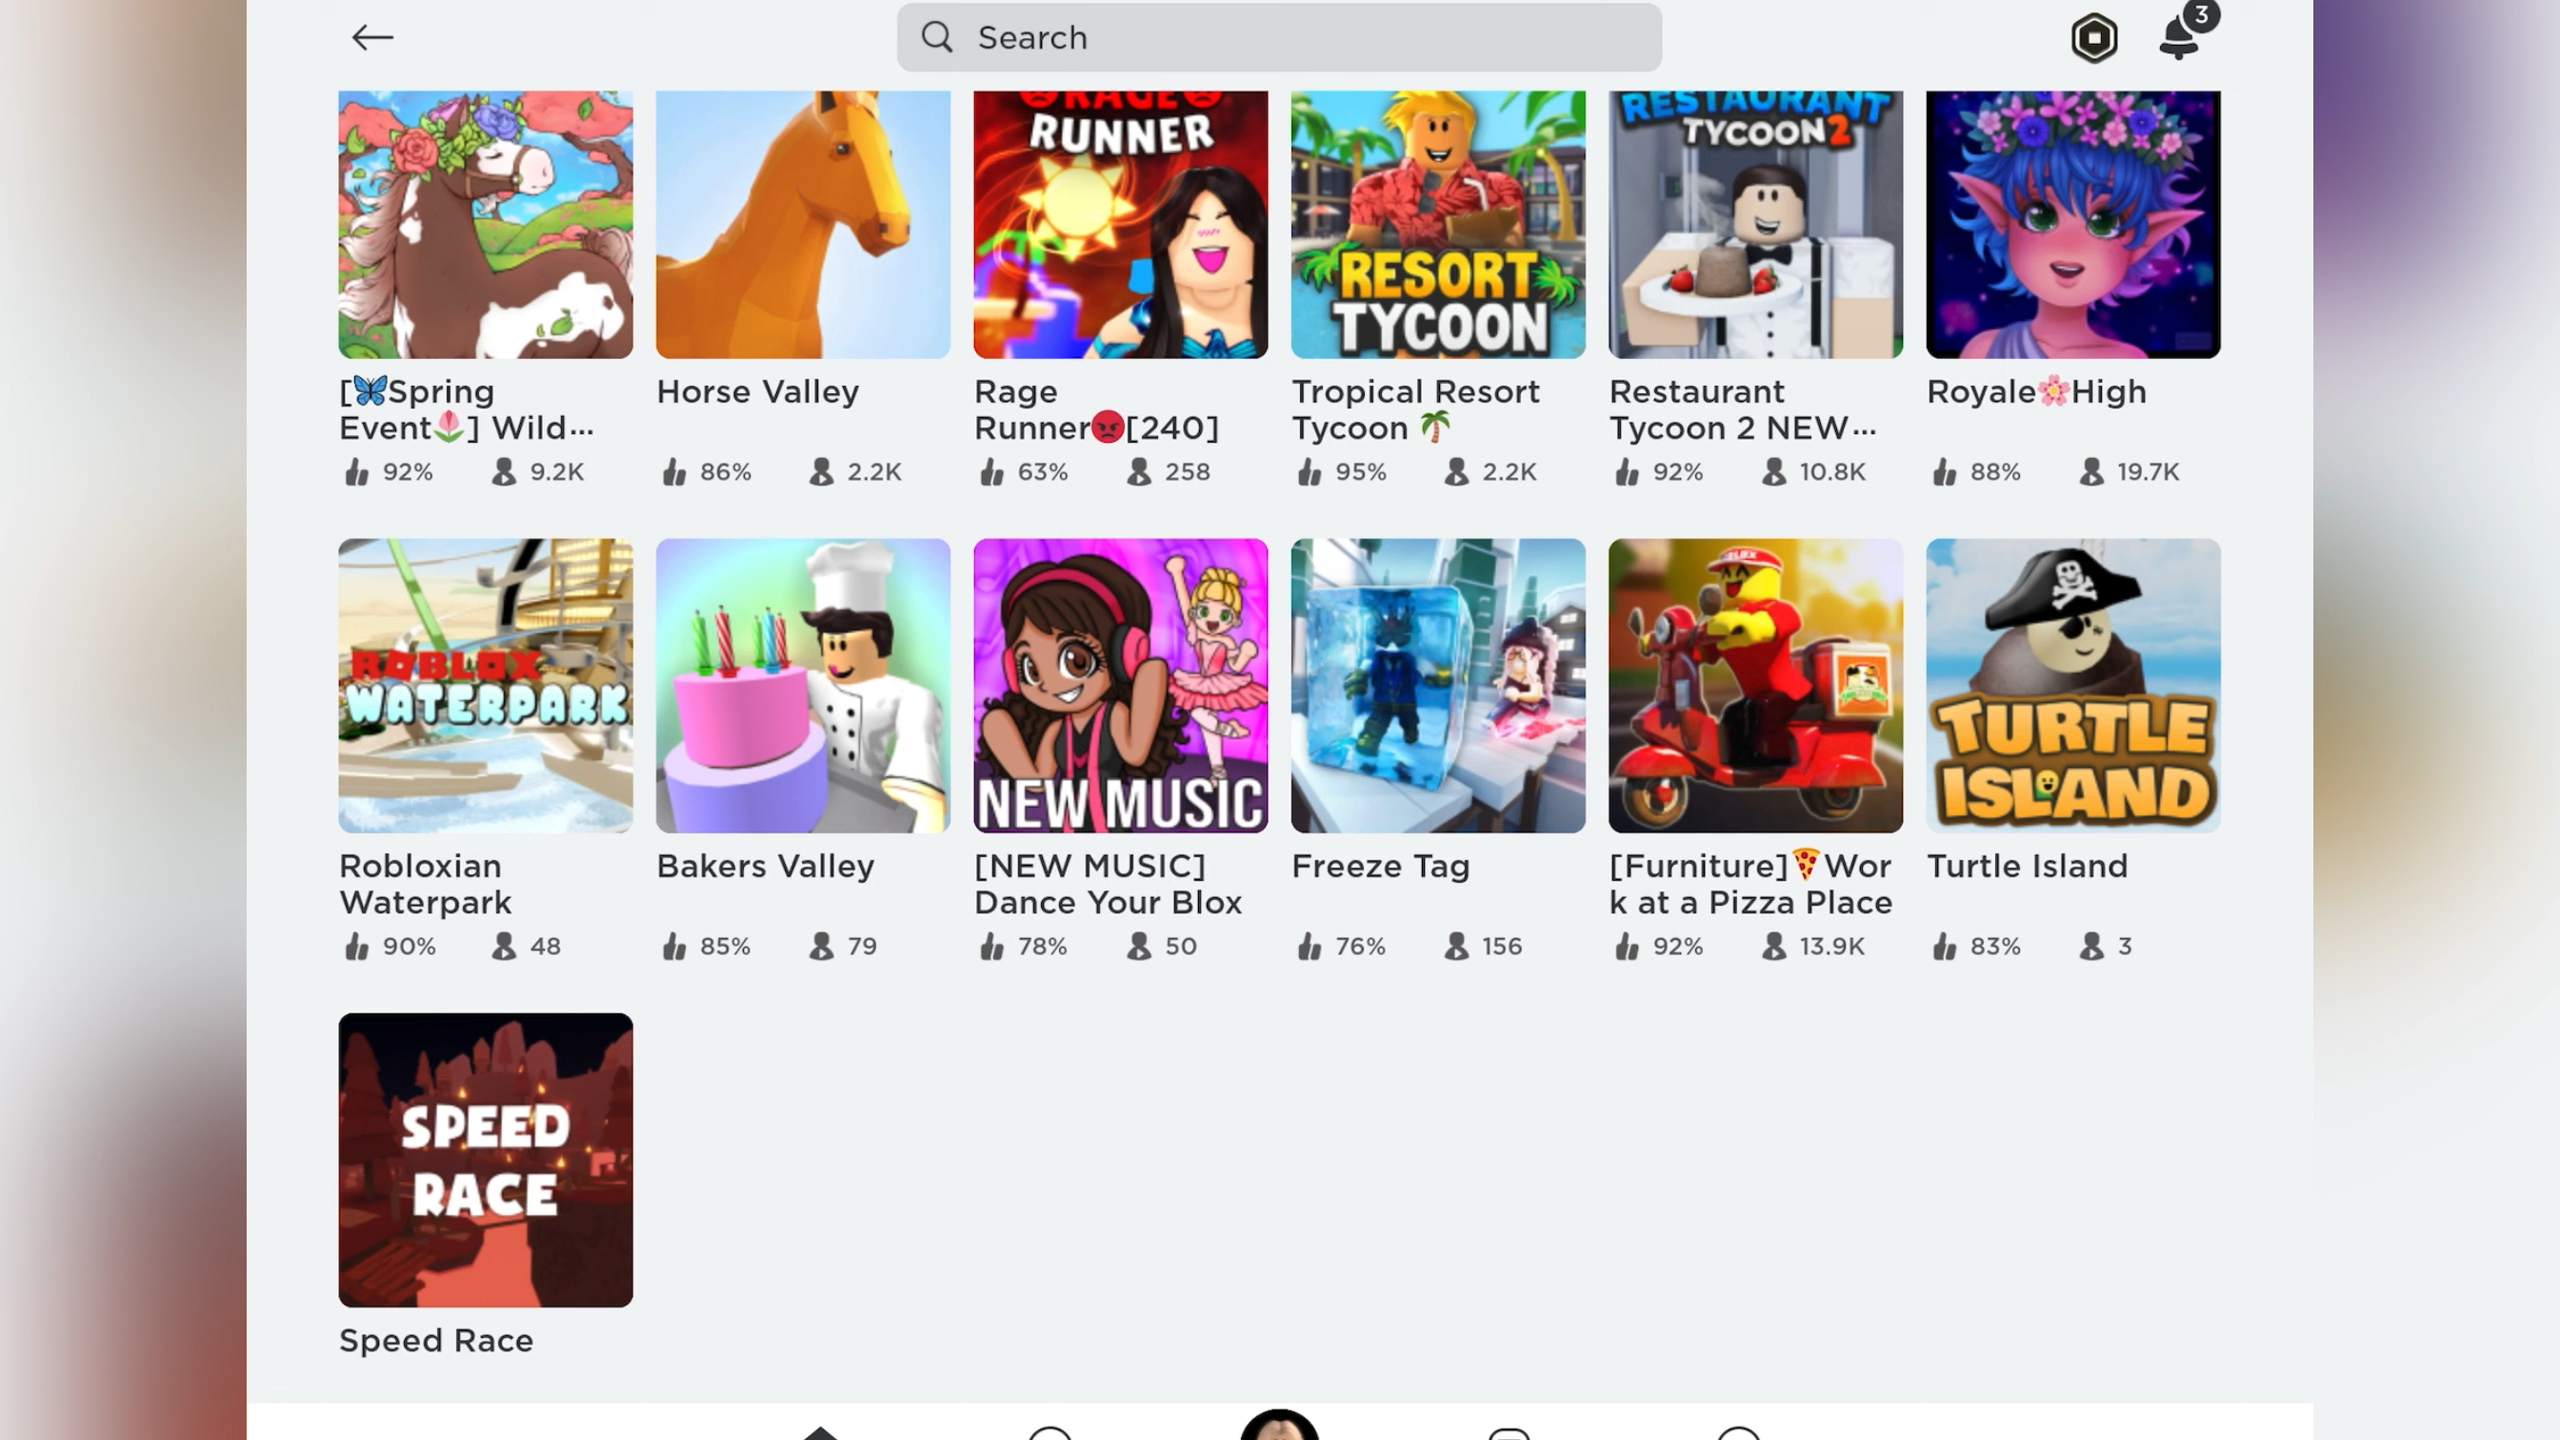 Search
3
RAGE
RUNNER
RESORT
TYCOON
RESTAURANT
TYCOON 2
[🦋Spring
Event🌷] Wild...
92% 9.2K
Horse Valley
86% 2.2K
Rage
Runner😡[240]
63% 258
Tropical Resort
Tycoon 🌴
95% 2.2K
Restaurant
Tycoon 2 NEW...
92% 10.8K
Royale🌸High
88% 19.7K
ROBLOX
WATERPARK
NEW MUSIC
TURTLE
ISLAND
Robloxian
Waterpark
90% 48
Bakers Valley
85% 79
[NEW MUSIC]
Dance Your Blox
78% 50
Freeze Tag
76% 156
[Furniture]🍕Wor
k at a Pizza Place
92% 13.9K
Turtle Island
83% 3
SPEED
RACE
Speed Race